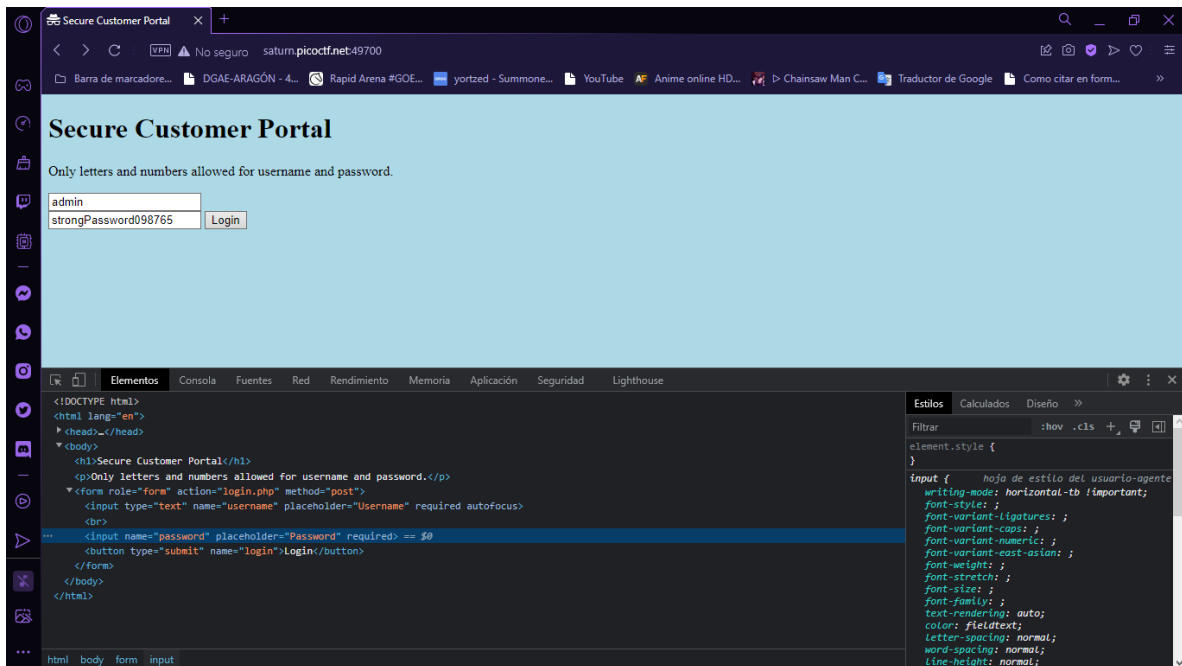 Secure Customer Portal
VPN No seguro saturn.picoctf.net:49700
Barra de marcadore... DGAE-ARAGÓN - 4... Rapid Arena #GOE... yortzed - Summone... YouTube AF Anime online HD... ▷ Chainsaw Man C... Traductor de Google Como citar en form... »
Secure Customer Portal
Only letters and numbers allowed for username and password.
admin
strongPassword098765 Login
Elementos Consola Fuentes Red Rendimiento Memoria Aplicación Seguridad Lighthouse
<!DOCTYPE html>
<html lang="en">
<head>…</head>
<body>
<h1>Secure Customer Portal</h1>
<p>Only letters and numbers allowed for username and password.</p>
<form role="form" action="login.php" method="post">
<input type="text" name="username" placeholder="Username" required autofocus>
<br>
<input name="password" placeholder="Password" required> == $0
<button type="submit" name="login">Login</button>
</form>
</body>
</html>
html body form input
Estilos Calculados Diseño »
Filtrar :hov .cls +
element.style {
}
input { hoja de estilo del usuario-agente
writing-mode: horizontal-tb !important;
font-style: ;
font-variant-ligatures: ;
font-variant-caps: ;
font-variant-numeric: ;
font-variant-east-asian: ;
font-weight: ;
font-stretch: ;
font-size: ;
font-family: ;
text-rendering: auto;
color: fieldtext;
letter-spacing: normal;
word-spacing: normal;
line-height: normal;